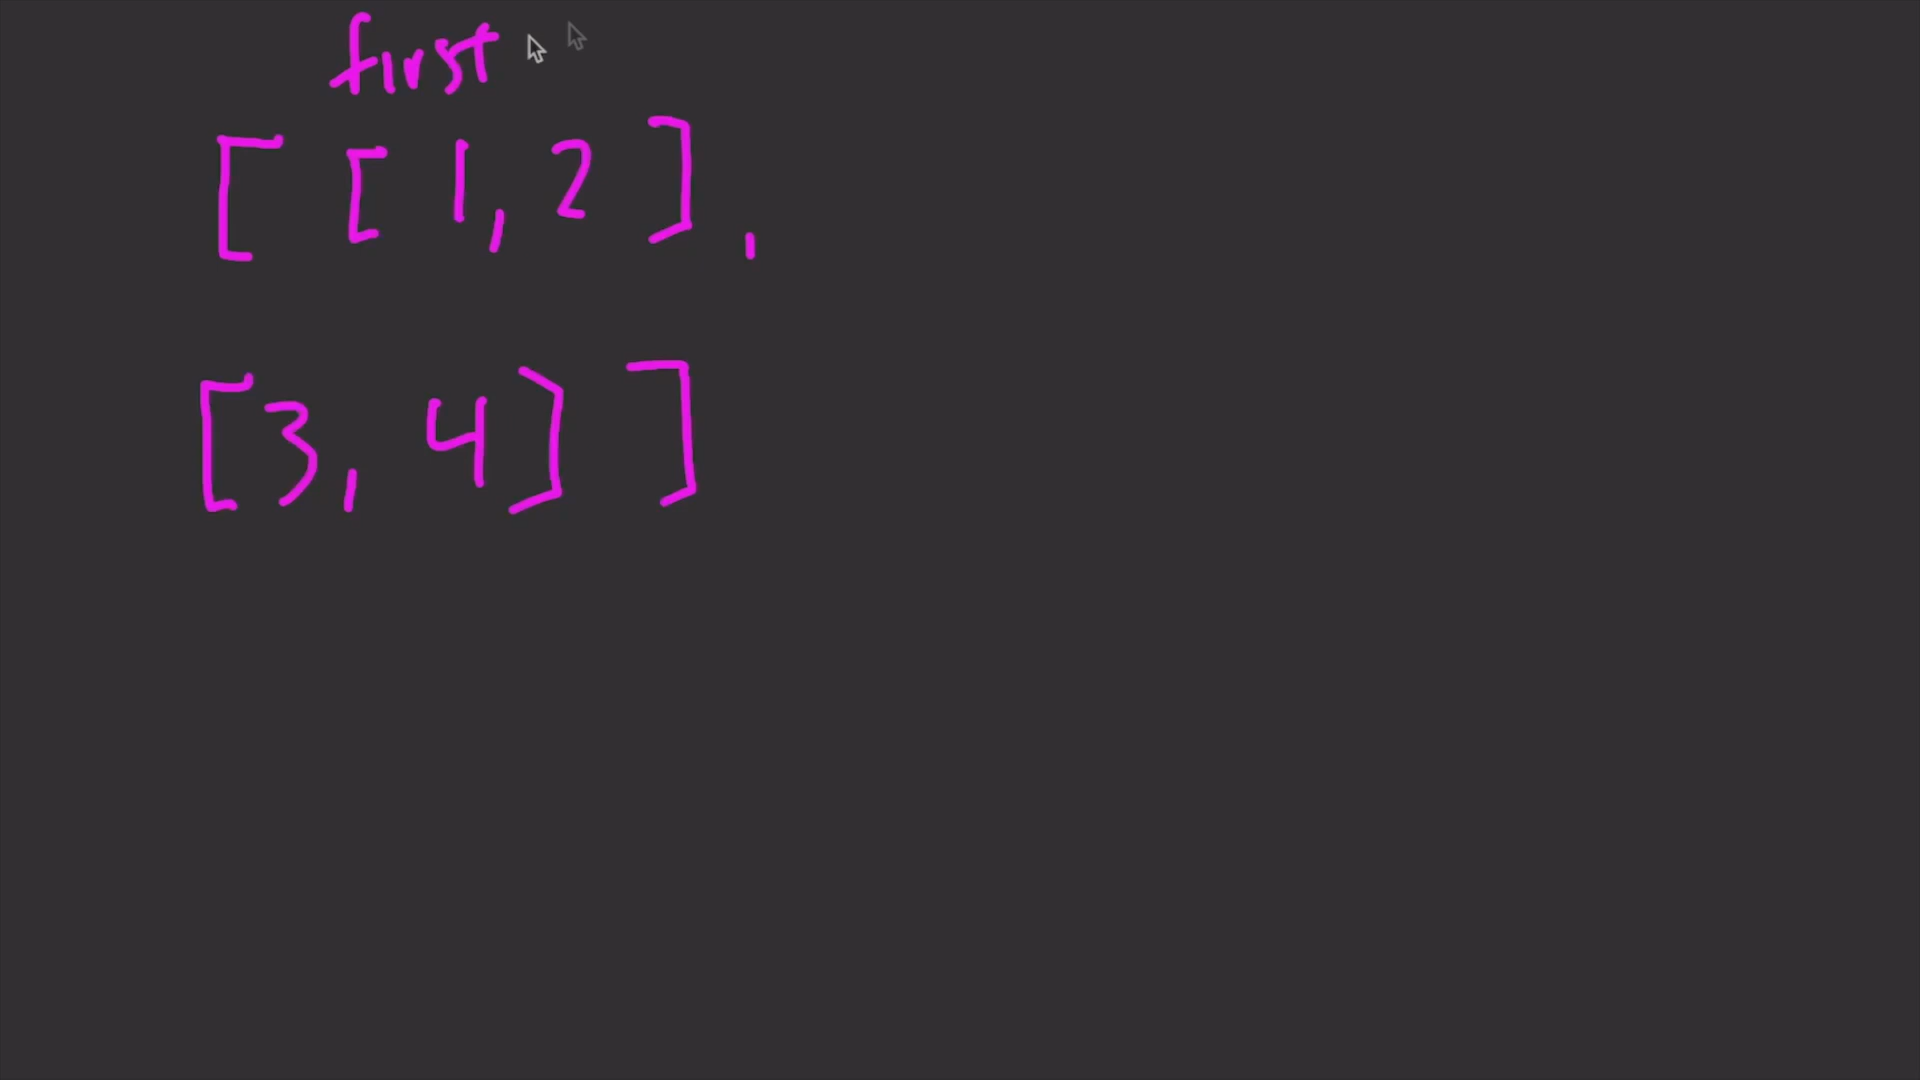 first
[ [ 1, 2 ],
[3, 4] ]